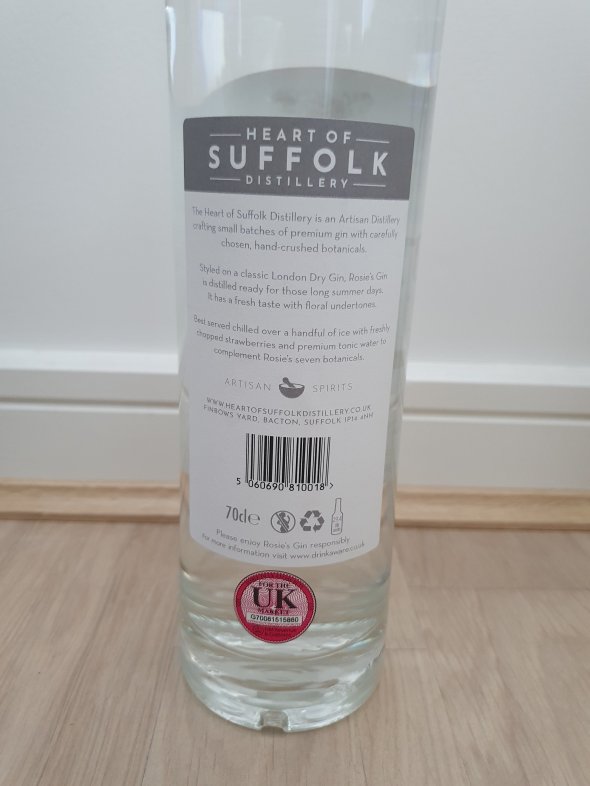 HEART OF
SUFFOLK
DISTILLERY
The Heart of Suffolk Distillery is an Artisan Distillery
crafting small batches of premium gin with carefully
chosen, hand-crushed botanicals.
Styled on a classic London Dry Gin, Rosie's Gin
is distilled ready for those long summer days.
It has a fresh taste with floral undertones.
Best served chilled over a handful of ice with freshly
chopped strawberries and premium tonic water to
complement Rosie's seven botanicals.
ARTISAN SPIRITS
WWW.HEARTOFSUFFOLKDISTILLERY.CO.UK
FINBOWS YARD, BACTON, SUFFOLK IP14 4NH
5 060690 810018 >
70cl e
Please enjoy Rosie's Gin responsibly
for more information visit www.drinkaware.co.uk
FOR THE
UK
MARKET
G70061515860